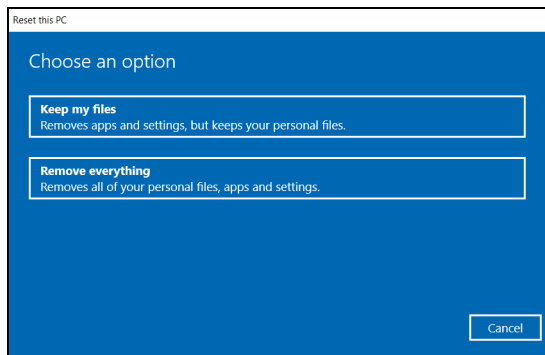 Reset this PC
Choose an option
Keep my files
Removes apps and settings, but keeps your personal files.
Remove everything
Removes all of your personal files, apps and settings.
Cancel